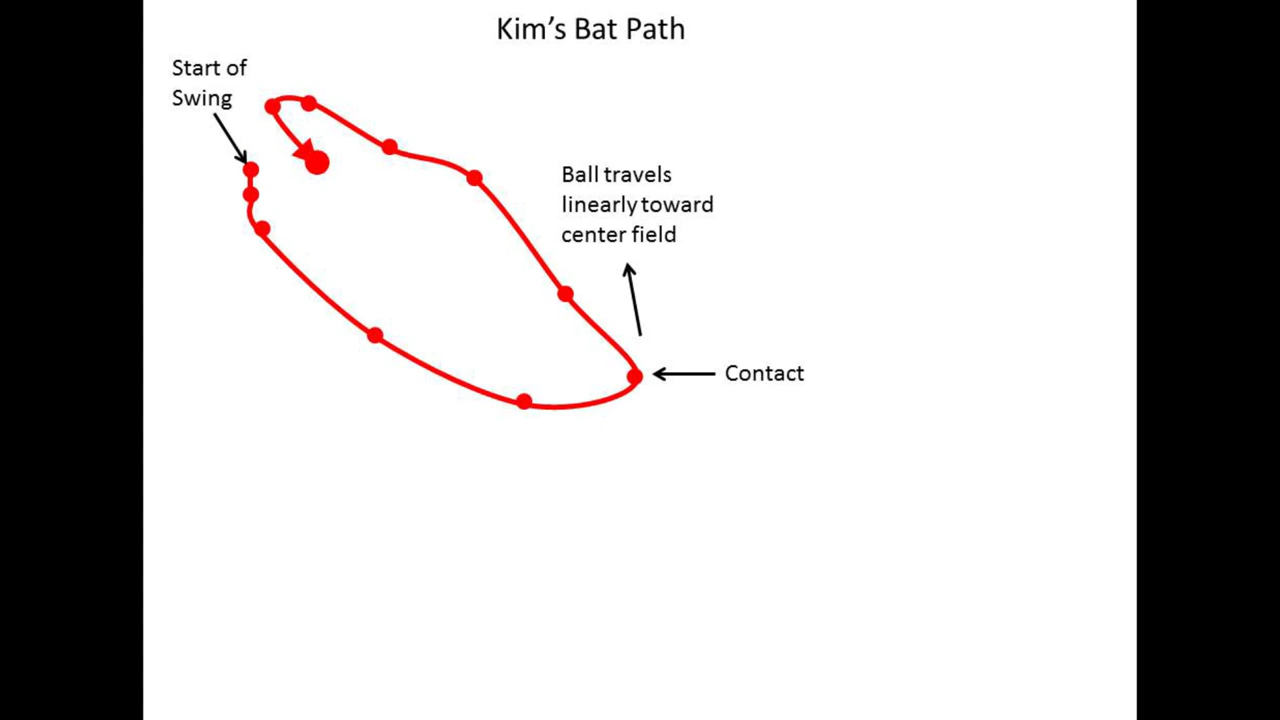 Kim’s Bat Path
Start of
Swing
Ball travels
linearly toward
center field
Contact